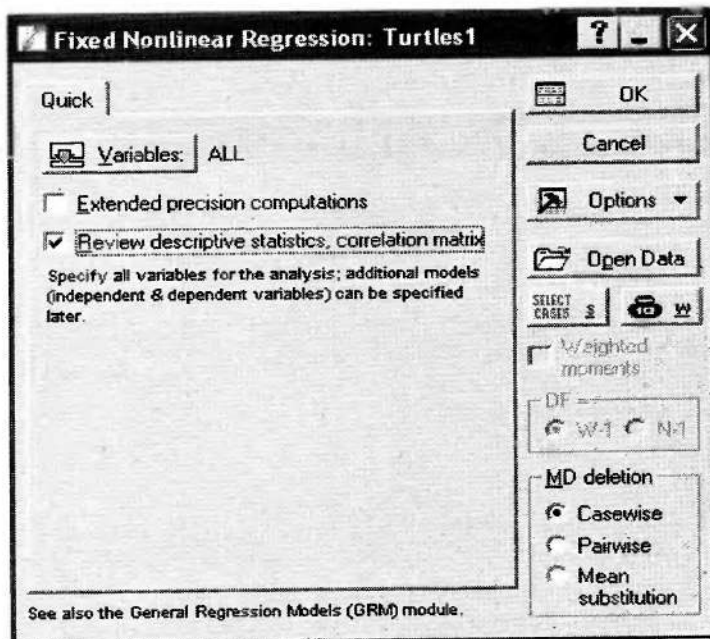 Fixed Nonlinear Regression: Turtles1
Quick
Variables: ALL
Extended precision computations
Review descriptive statistics, correlation matrix
Specify all variables for the analysis; additional models
(independent & dependent variables) can be specified
later.
See also the General Regression Models (GRM) module.
OK
Cancel
Options
Open Data
SELECT
CASES S
W
Weighted
moments
DF =
W-1 N-1
MD deletion
Casewise
Pairwise
Mean
substitution